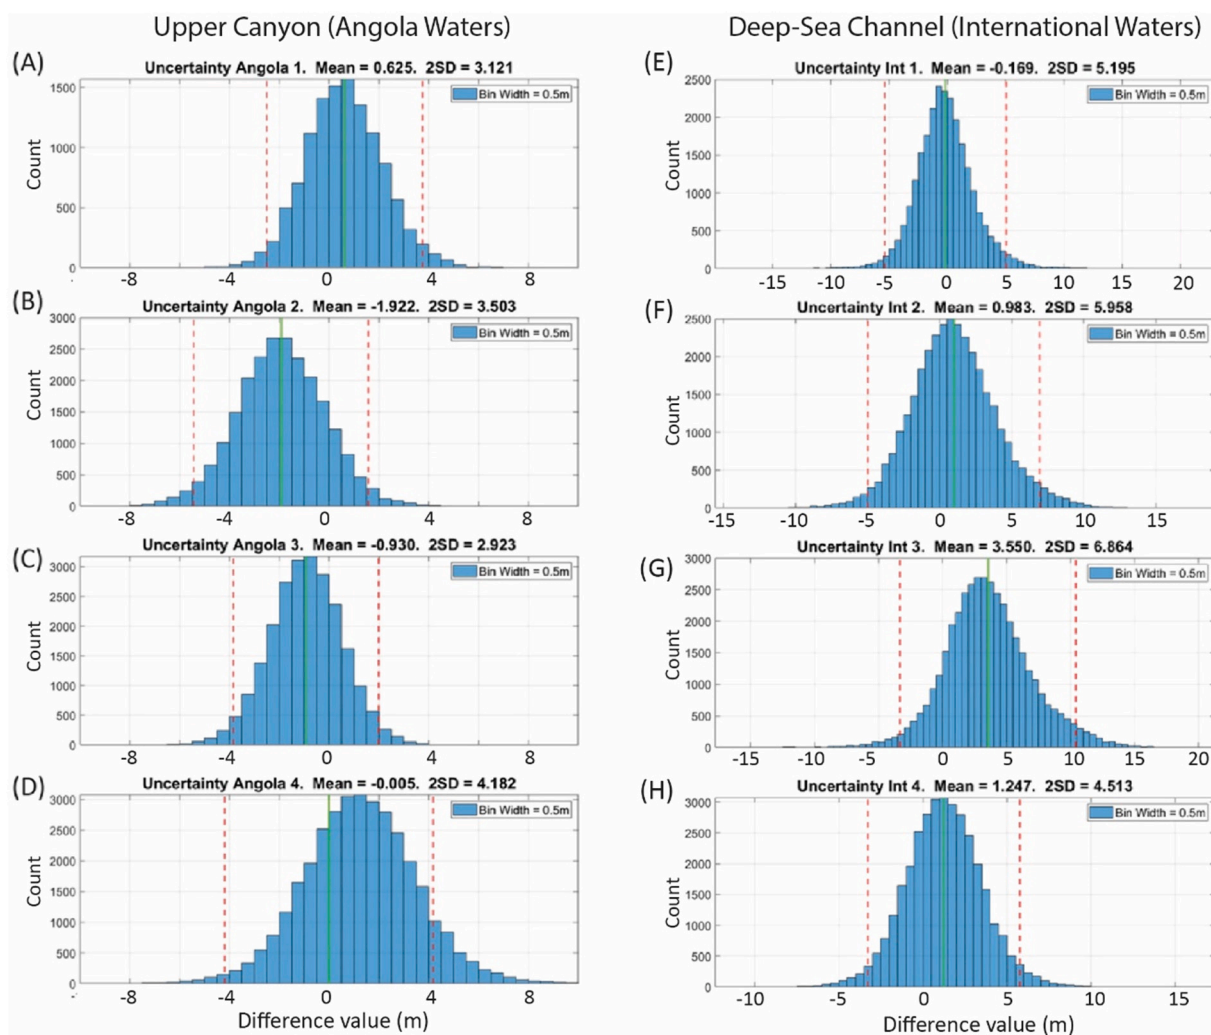 Upper Canyon (Angola Waters)
Deep-Sea Channel (International Waters)
(A)
Uncertainty Angola 1. Mean = 0.625. 2SD = 3.121
Bin Width = 0.5m
Count
1500
1000
500
0
-8 -4 0 4 8
(B)
Uncertainty Angola 2. Mean = -1.922. 2SD = 3.503
Bin Width = 0.5m
Count
3000
2500
2000
1500
1000
500
0
-8 -4 0 4 8
(C)
Uncertainty Angola 3. Mean = -0.930. 2SD = 2.923
Bin Width = 0.5m
Count
3000
2500
2000
1500
1000
500
0
-8 -4 0 4 8
(D)
Uncertainty Angola 4. Mean = -0.005. 2SD = 4.182
Bin Width = 0.5m
Count
3000
2500
2000
1500
1000
500
0
-4 0 4 8
Difference value (m)
(E)
Uncertainty Int 1. Mean = -0.169. 2SD = 5.195
Bin Width = 0.5m
Count
2500
2000
1500
1000
500
0
-15 -10 -5 0 5 10 15 20
(F)
Uncertainty Int 2. Mean = 0.983. 2SD = 5.958
Bin Width = 0.5m
Count
2500
2000
1500
1000
500
0
-15 -10 -5 0 5 10 15
(G)
Uncertainty Int 3. Mean = 3.550. 2SD = 6.864
Bin Width = 0.5m
Count
3000
2500
2000
1500
1000
500
0
-15 -10 -5 0 5 10 15 20
(H)
Uncertainty Int 4. Mean = 1.247. 2SD = 4.513
Bin Width = 0.5m
Count
3000
2500
2000
1500
1000
500
0
-10 -5 0 5 10 15
Difference value (m)